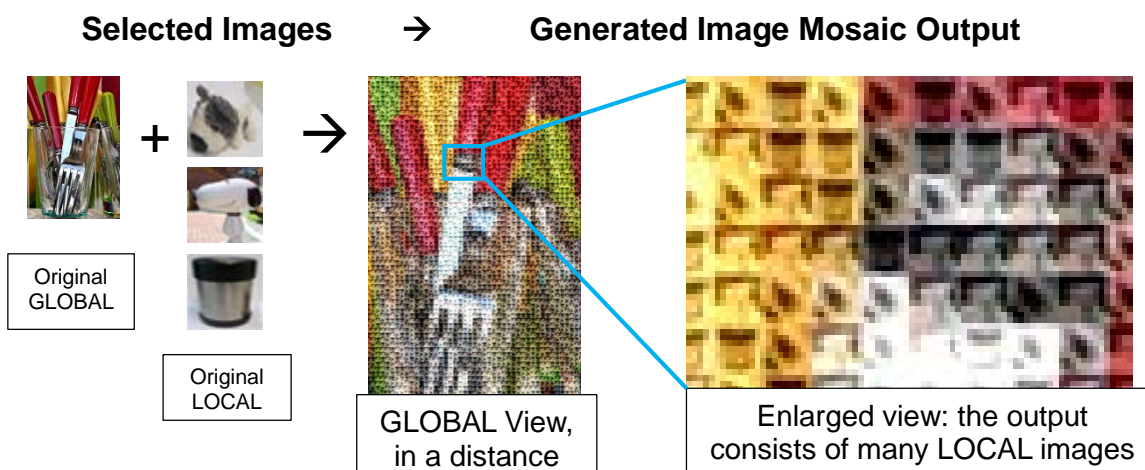 Selected Images → Generated Image Mosaic Output
+
→
Original
GLOBAL
Original
LOCAL
GLOBAL View,
in a distance
Enlarged view: the output
consists of many LOCAL images